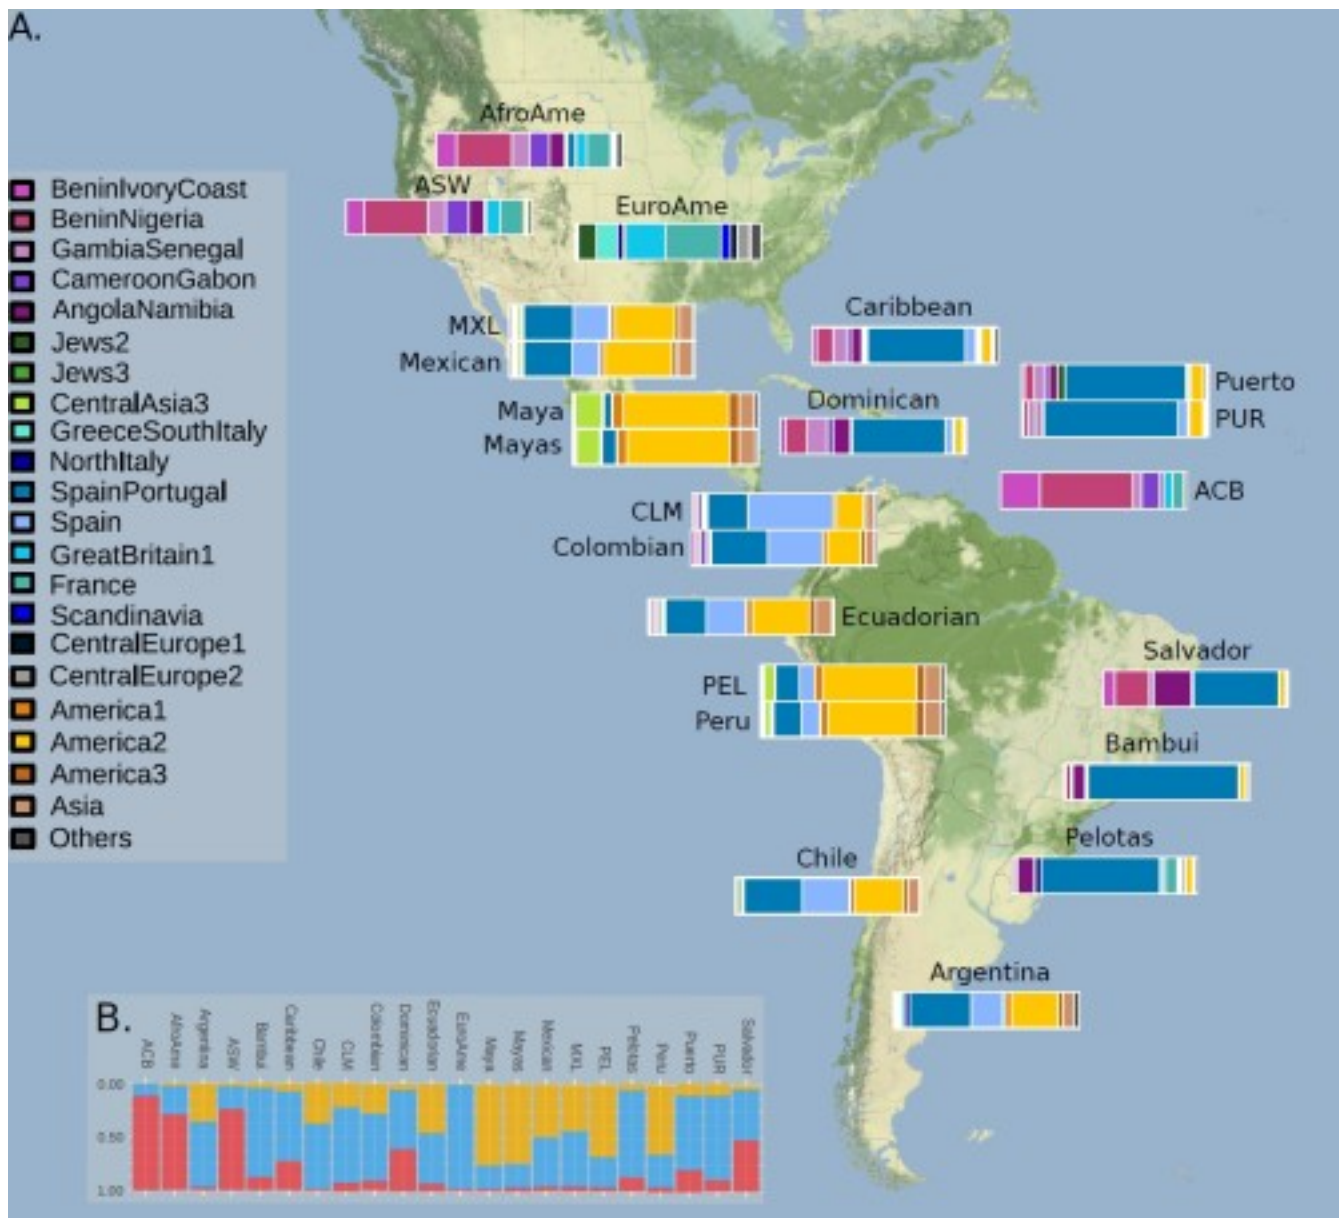 A.
AfroAme
ASW
EuroAme
BeninIvoryCoast
BeninNigeria
GambiaSenegal
CameroonGabon
AngolaNamibia
Jews2
Jews3
CentralAsia3
GreeceSouthItaly
NorthItaly
SpainPortugal
Spain
GreatBritain1
France
Scandinavia
CentralEurope1
CentralEurope2
America1
America2
America3
Asia
Others
MXL
Mexican
Caribbean
Maya
Mayas
Dominican
Puerto
PUR
ACB
CLM
Colombian
Ecuadorian
PEL
Peru
Salvador
Bambui
Pelotas
Chile
Argentina
B.
ACB
AfroAme
Argentina
ASW
Bambui
Caribbean
Chile
CLM
Colombian
Dominican
Ecuadorian
EuroAme
Maya
Mayas
Mexican
MXL
PEL
Pelotas
Peru
Puerto
PUR
Salvador
0.00
0.50
1.00